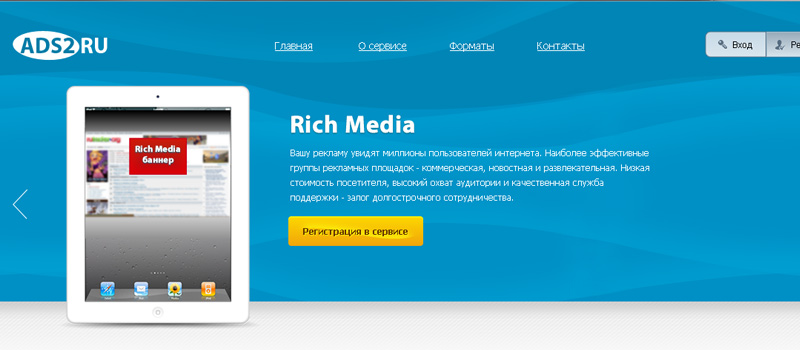 ADS2RU
Главная
О сервисе
Форматы
Контакты
Вход
Ре
Rich Media
баннер
Rich Media
Вашу рекламу увидят миллионы пользователей интернета. Наиболее эффективные
группы рекламных площадок - коммерческая, новостная и развлекательная. Низкая
стоимость посетителя, высокий охват аудитории и качественная служба
поддержки - залог долгострочного сотрудничества.
Регистрация в сервисе